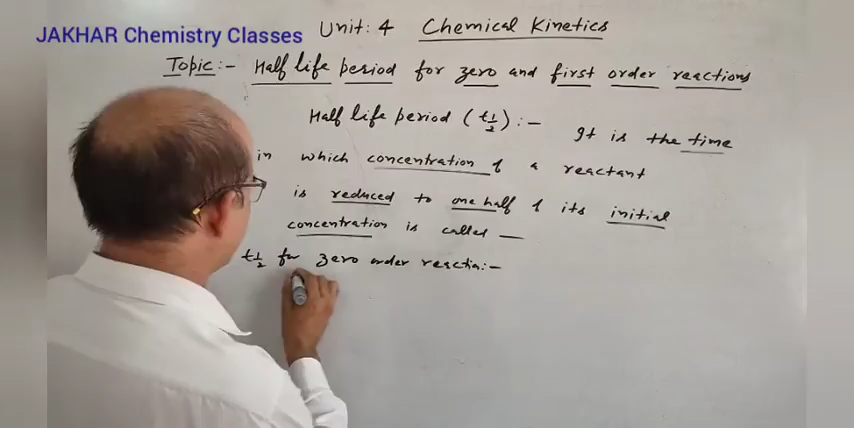 JAKHAR Chemistry Classes
Unit: 4 Chemical Kinetics
Topic:- Half life period for zero and first order reactions
Half life period (t1/2):- It is the time
in which concentration of a reactant
is reduced to one half of its initial
concentration is called __
t1/2 for zero order reaction:-